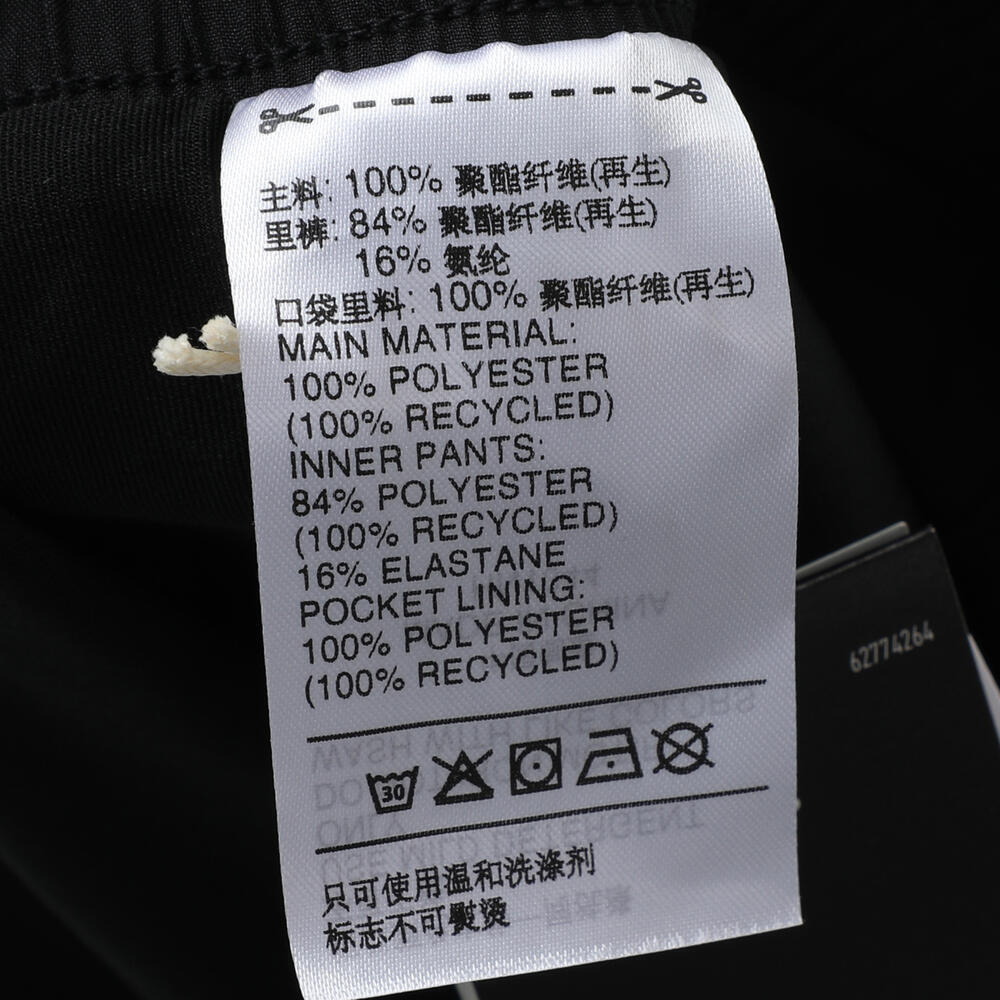 主料: 100% 聚酯纤维(再生)
里裤: 84% 聚酯纤维(再生)
16% 氨纶
口袋里料: 100% 聚酯纤维(再生)
MAIN MATERIAL:
100% POLYESTER
(100% RECYCLED)
INNER PANTS:
84% POLYESTER
(100% RECYCLED)
16% ELASTANE
POCKET LINING:
100% POLYESTER
(100% RECYCLED)
30
只可使用温和洗涤剂
标志不可熨烫
62774264